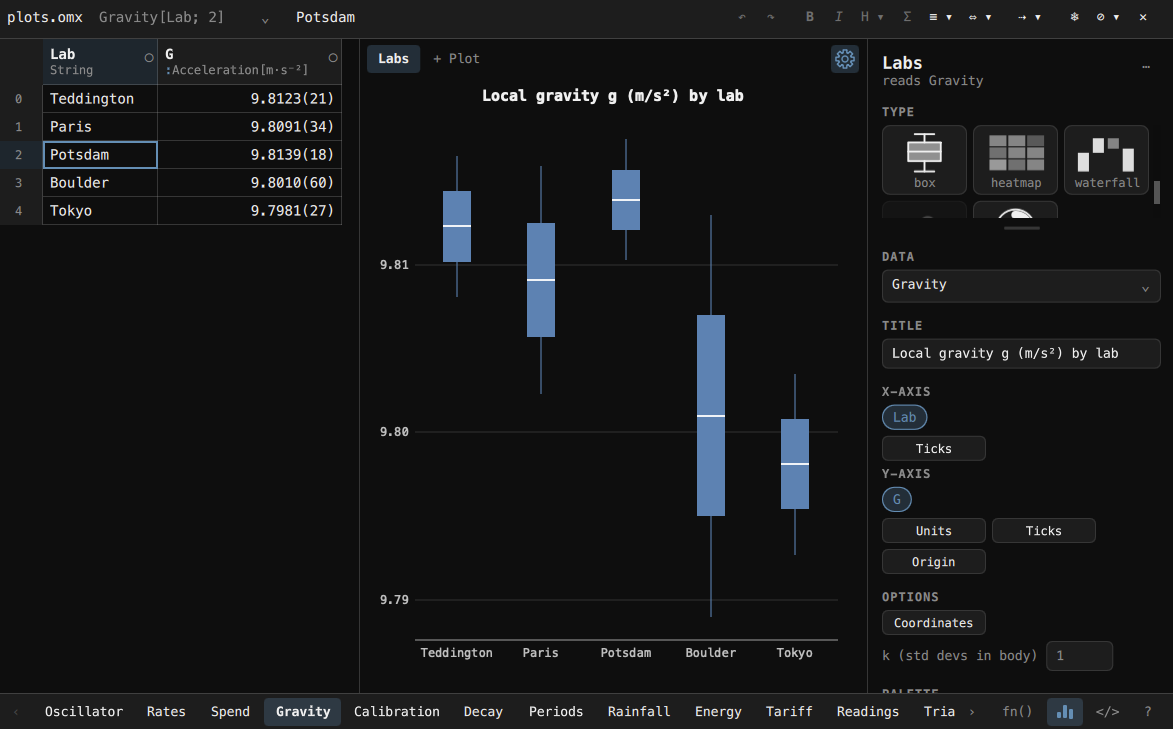 plots.omx Gravity[Lab; 2] Potsdam
B I H Σ
Lab
String
G
:Acceleration[m·s⁻²]
0 Teddington 9.8123(21)
1 Paris 9.8091(34)
2 Potsdam 9.8139(18)
3 Boulder 9.8010(60)
4 Tokyo 9.7981(27)
Labs + Plot
Local gravity g (m/s²) by lab
9.81
9.80
9.79
Teddington Paris Potsdam Boulder Tokyo
Labs …
reads Gravity
TYPE
box heatmap waterfall
DATA
Gravity
TITLE
Local gravity g (m/s²) by lab
X-AXIS
Lab
Ticks
Y-AXIS
G
Units Ticks
Origin
OPTIONS
Coordinates
k (std devs in body) 1
PALETTE
‹ Oscillator Rates Spend Gravity Calibration Decay Periods Rainfall Energy Tariff Readings Tria › fn() </> ?